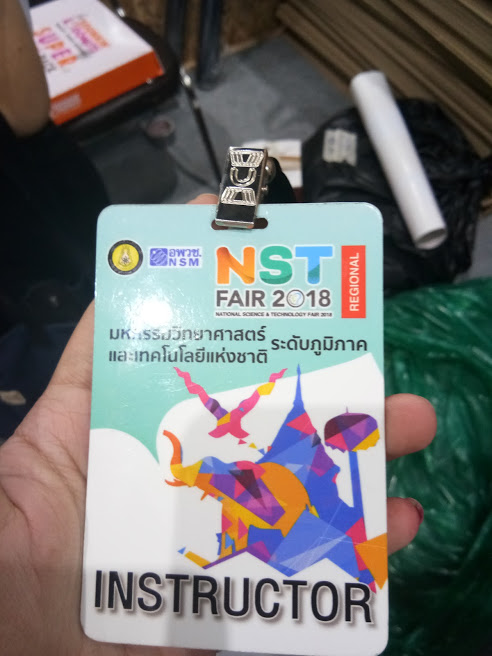 อพวช.
NSM
NST
FAIR 2018
REGIONAL
NATIONAL SCIENCE & TECHNOLOGY FAIR 2018
มหกรรมวิทยาศาสตร์
และเทคโนโลยีแห่งชาติ ระดับภูมิภาค
INSTRUCTOR
SUPER